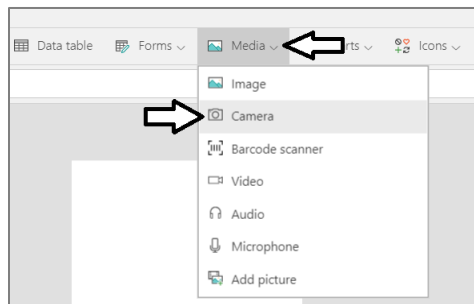 Data table Forms Media rts Icons
Image
Camera
Barcode scanner
Video
Audio
Microphone
Add picture